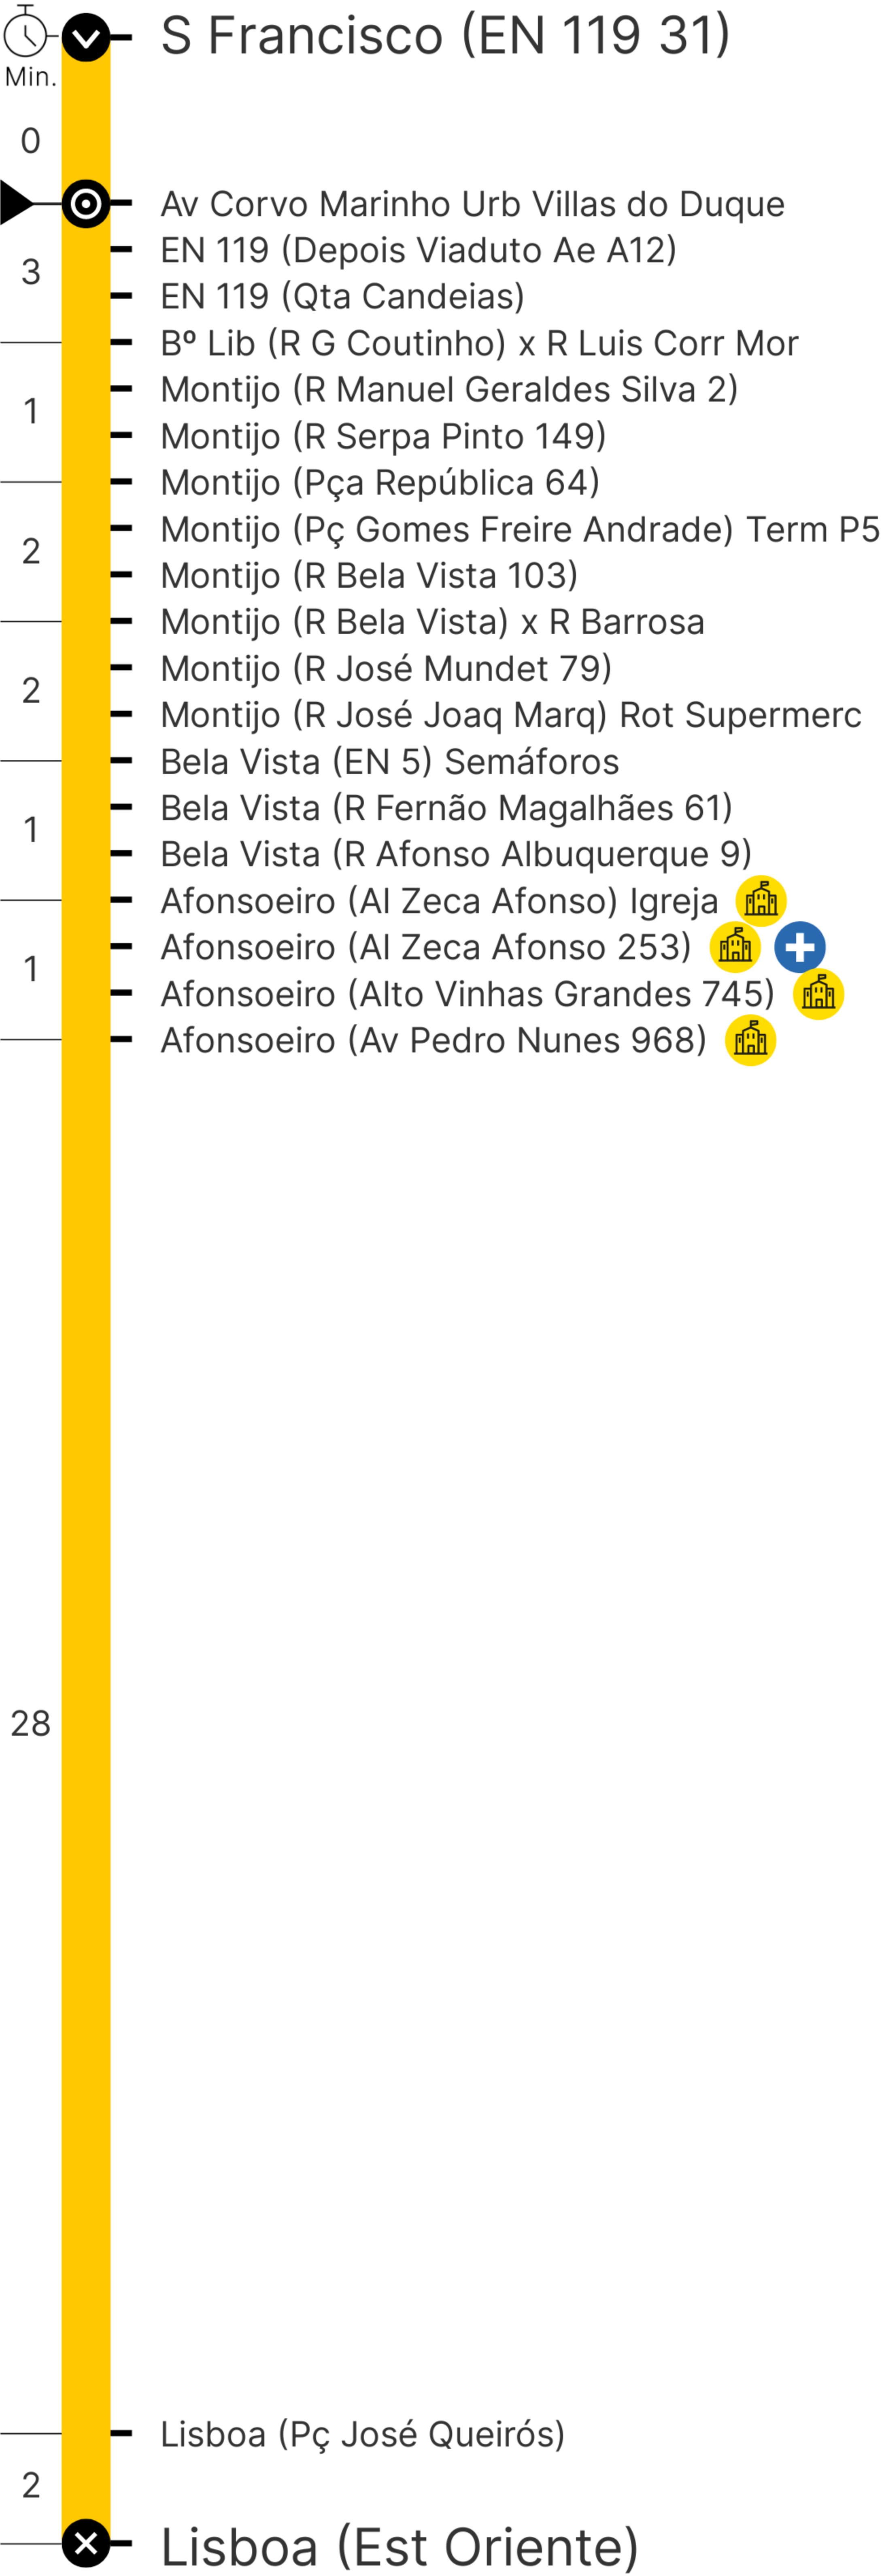 S Francisco (EN 119 31)
Min.
0
Av Corvo Marinho Urb Villas do Duque
EN 119 (Depois Viaduto Ae A12)
3
EN 119 (Qta Candeias)
Bº Lib (R G Coutinho) x R Luis Corr Mor
Montijo (R Manuel Geraldes Silva 2)
1
Montijo (R Serpa Pinto 149)
Montijo (Pça República 64)
Montijo (Pç Gomes Freire Andrade) Term P5
2
Montijo (R Bela Vista 103)
Montijo (R Bela Vista) x R Barrosa
Montijo (R José Mundet 79)
2
Montijo (R José Joaq Marq) Rot Supermerc
Bela Vista (EN 5) Semáforos
Bela Vista (R Fernão Magalhães 61)
1
Bela Vista (R Afonso Albuquerque 9)
Afonsoeiro (Al Zeca Afonso) Igreja
Afonsoeiro (Al Zeca Afonso 253)
1
Afonsoeiro (Alto Vinhas Grandes 745)
Afonsoeiro (Av Pedro Nunes 968)
28
Lisboa (Pç José Queirós)
2
Lisboa (Est Oriente)